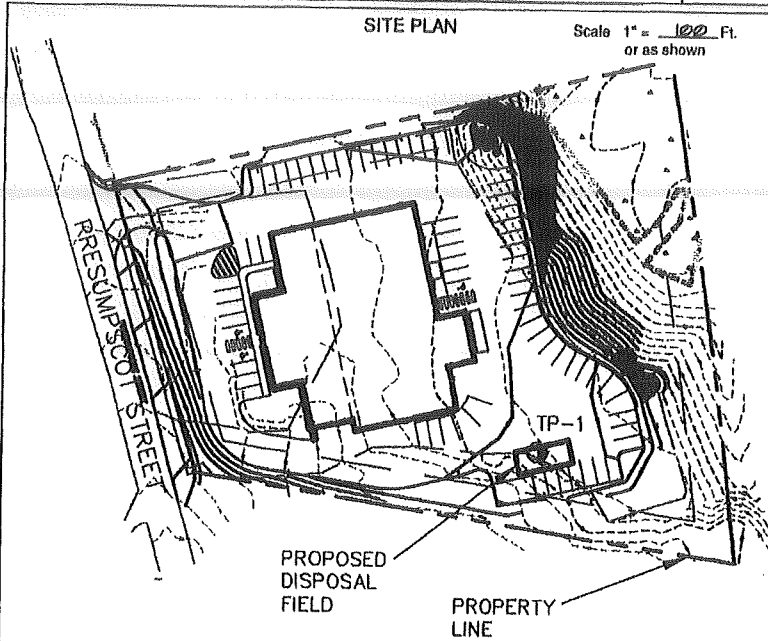 SITE PLAN
Scale 1" = 100 Ft.
or as shown
PRESUMPSCOT STREET
TP-1
PROPOSED
DISPOSAL
FIELD
PROPERTY
LINE